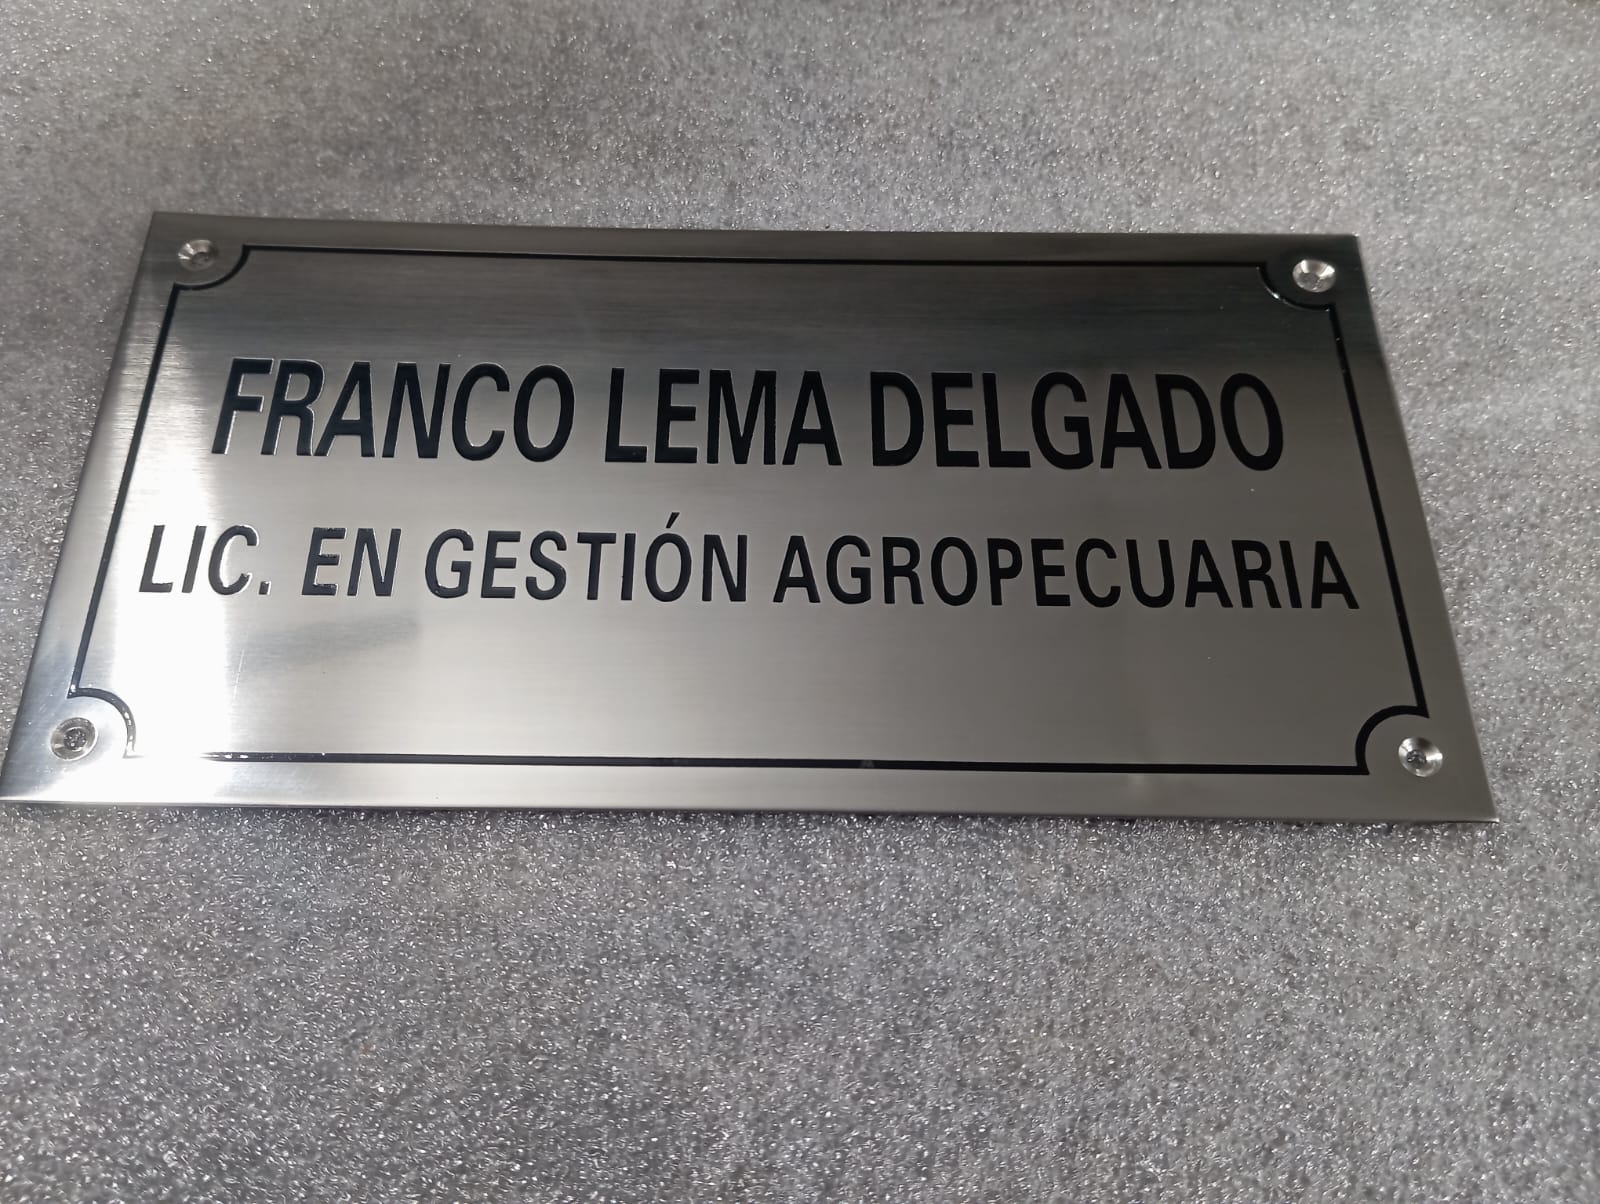 FRANCO LEMA DELGADO
LIC. EN GESTIÓN AGROPECUARIA